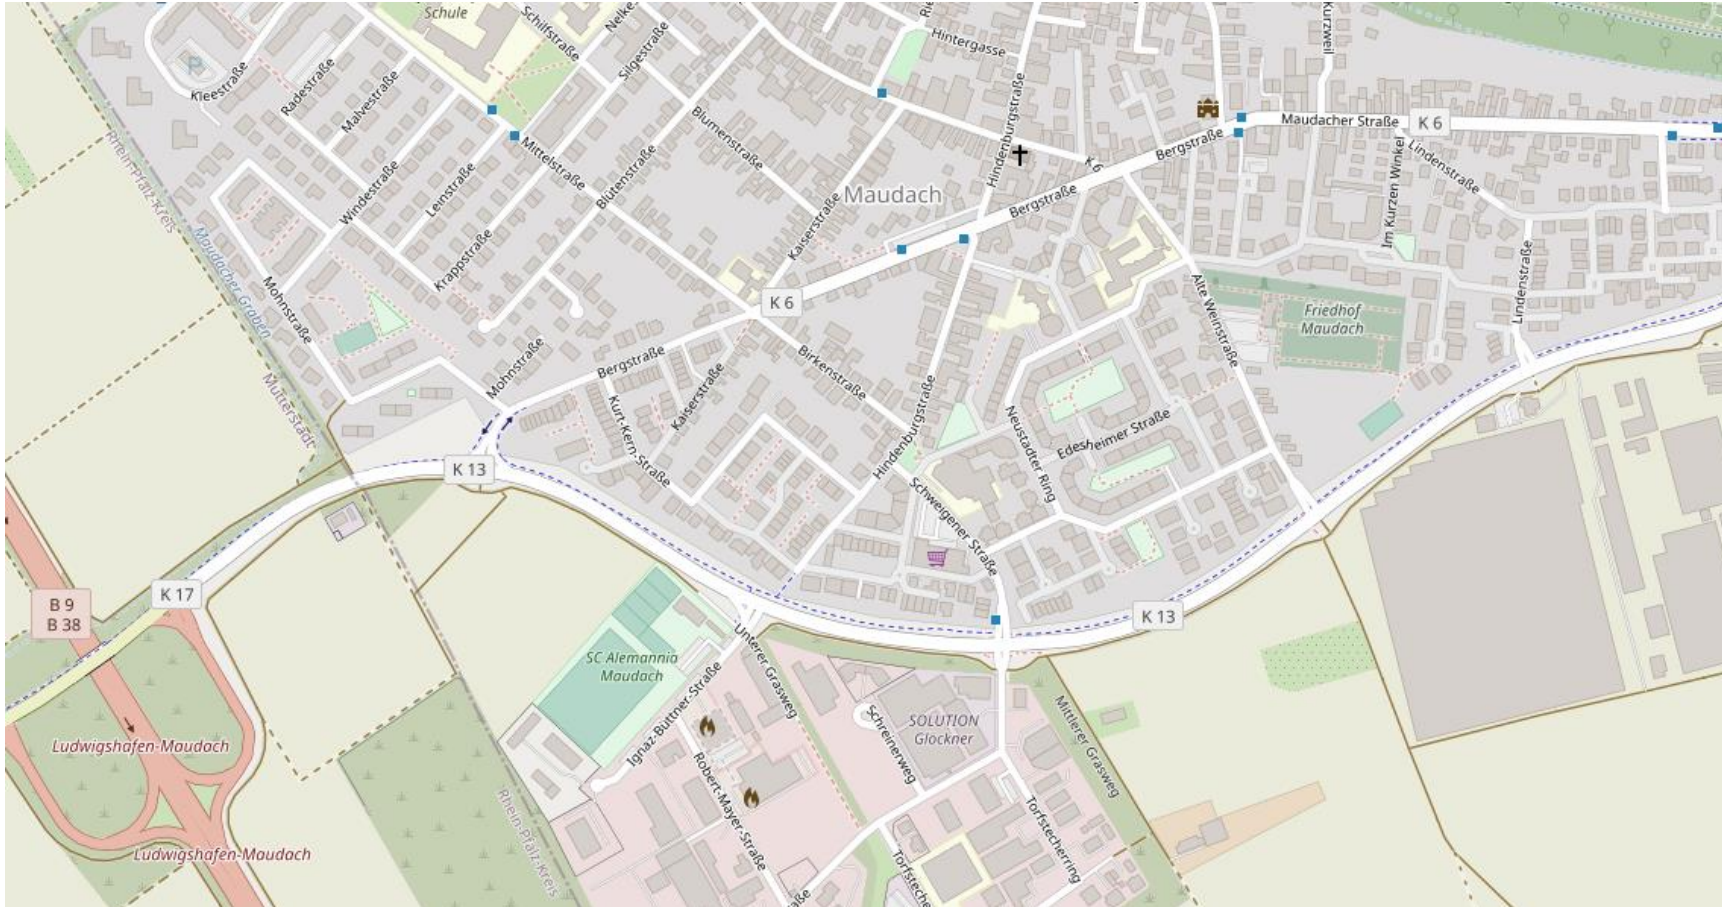 Schule
Schilfstraße
Nelke
Silgestraße
Rie
Hintergasse
Kurzweil
P
Kleestraße
Radestraße
Malvestraße
Blumenstraße
Hindenburgstraße
K 6
Bergstraße
Maudacher Straße
K 6
Lindenstraße
Im Kurzen Winkel
Rhein-Pfalz-Kreis
Mittelstraße
Windestraße
Leinstraße
Blütenstraße
Kaiserstraße
Maudach
Bergstraße
Maudacher Graben
Krappstraße
Mohnstraße
K 6
Alte Weinstraße
Friedhof
Maudach
Lindenstraße
Mutterstadt
Mohnstraße
Bergstraße
Birkenstraße
Kaiserstraße
Kurt-Kern-Straße
Hindenburgstraße
Neustadter Ring
Edesheimer Straße
K 13
Schweigener Straße
B 9
B 38
K 17
K 13
SC Alemannia
Maudach
Unterer Grasweg
Ignaz-Büttner-Straße
Schreinerweg
SOLUTION
Glöckner
Mittlerer Grasweg
Ludwigshafen-Maudach
Robert-Mayer-Straße
Torfstecherring
Rhein-Pfalz-Kreis
Ludwigshafen-Maudach
Torfsteche
aße